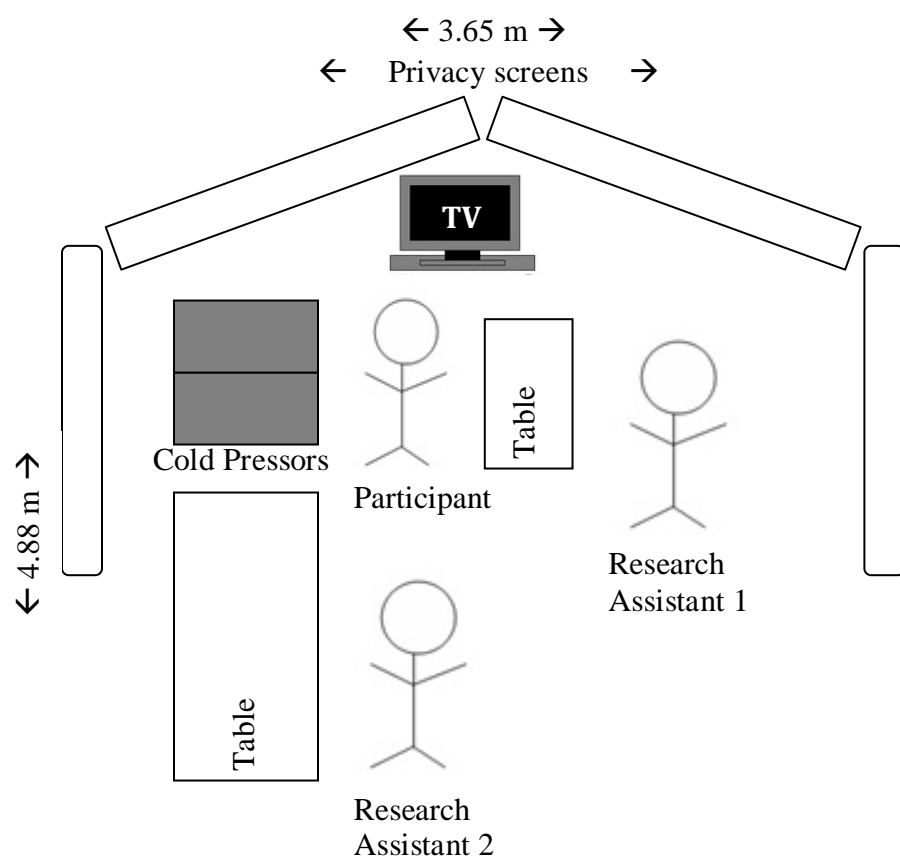 ← 3.65 m →
← Privacy screens →
TV
Table
Cold Pressors
Participant
← 4.88 m →
Research
Assistant 1
Table
Research
Assistant 2